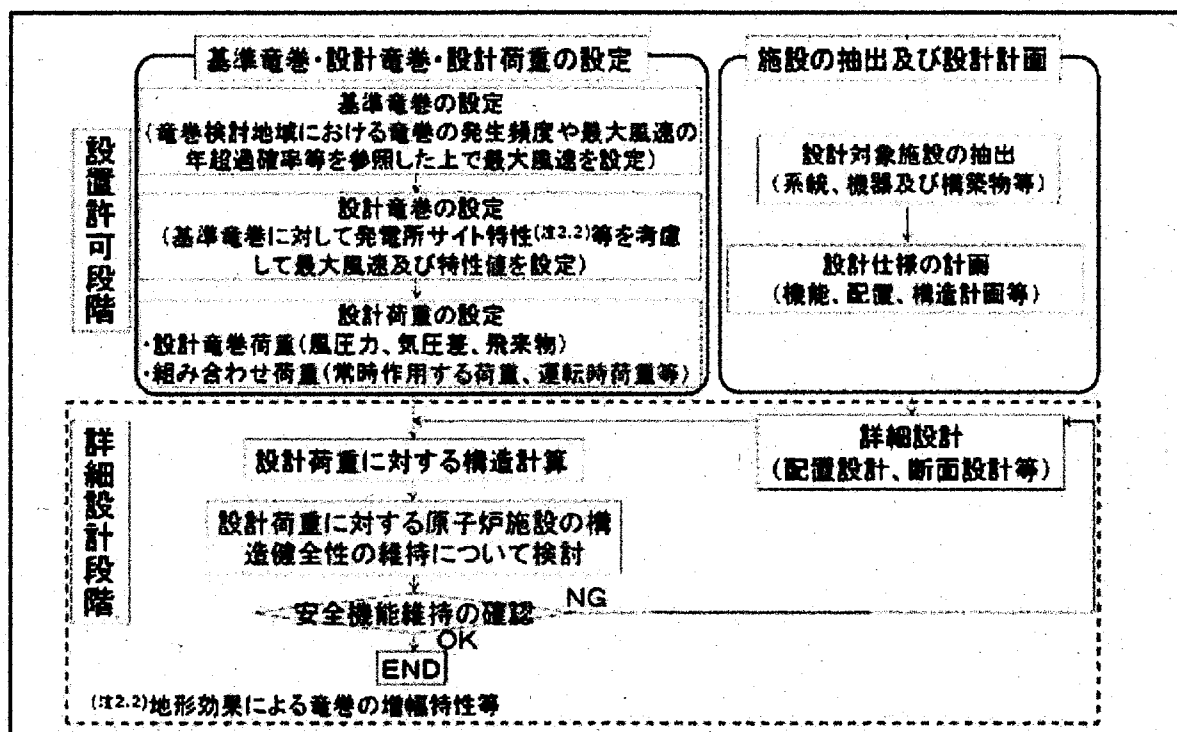 基準竜巻・設計竜巻・設計荷重の設定
施設の抽出及び設計計画
設置許可段階
基準竜巻の設定
(竜巻検討地域における竜巻の発生頻度や最大風速の
年超過確率等を参照した上で最大風速を設定)
設計竜巻の設定
(基準竜巻に対して発電所サイト特性(注2.2)等を考慮
して最大風速及び特性値を設定)
設計荷重の設定
・設計竜巻荷重(風圧力、気圧差、飛来物)
・組み合わせ荷重(常時作用する荷重、運転時荷重等)
設計対象施設の抽出
(系統、機器及び構築物等)
設計仕様の計画
(機能、配置、構造計画等)
詳細設計段階
設計荷重に対する構造計算
設計荷重に対する原子炉施設の構
造健全性の維持について検討
安全機能維持の確認
NG
OK
END
詳細設計
(配置設計、断面設計等)
(注2.2)地形効果による竜巻の増幅特性等